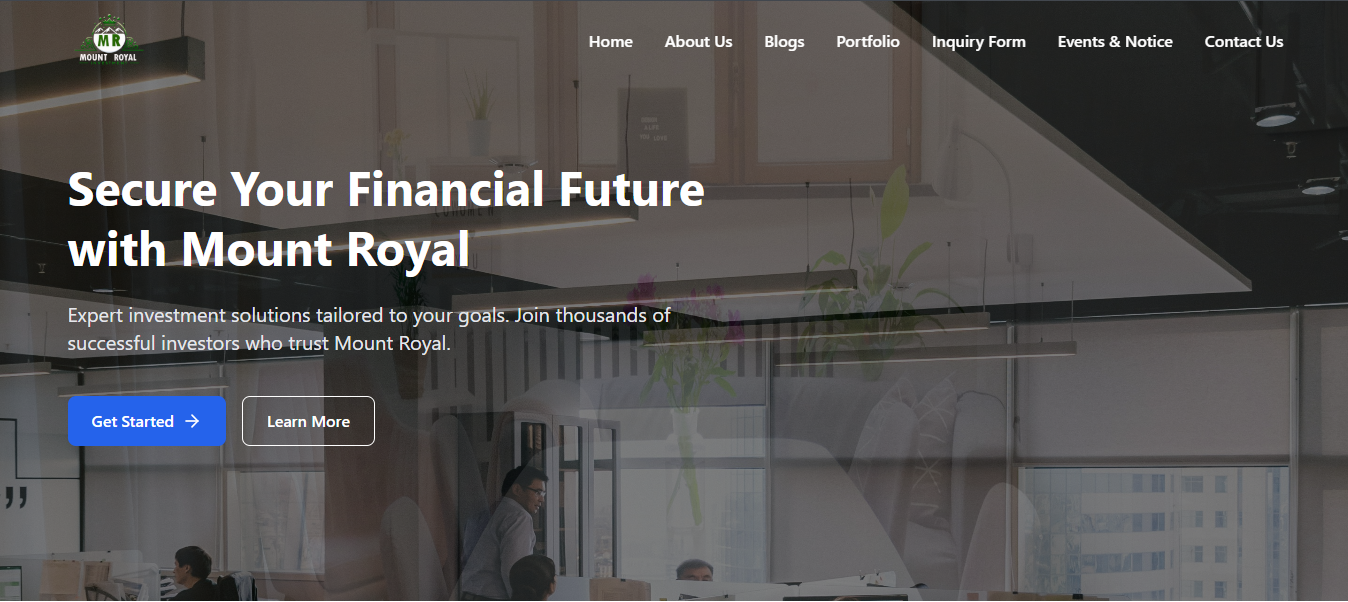 MR
MOUNT ROYAL
Home
About Us
Blogs
Portfolio
Inquiry Form
Events & Notice
Contact Us
Secure Your Financial Future
with Mount Royal
Expert investment solutions tailored to your goals. Join thousands of
successful investors who trust Mount Royal.
Get Started
Learn More